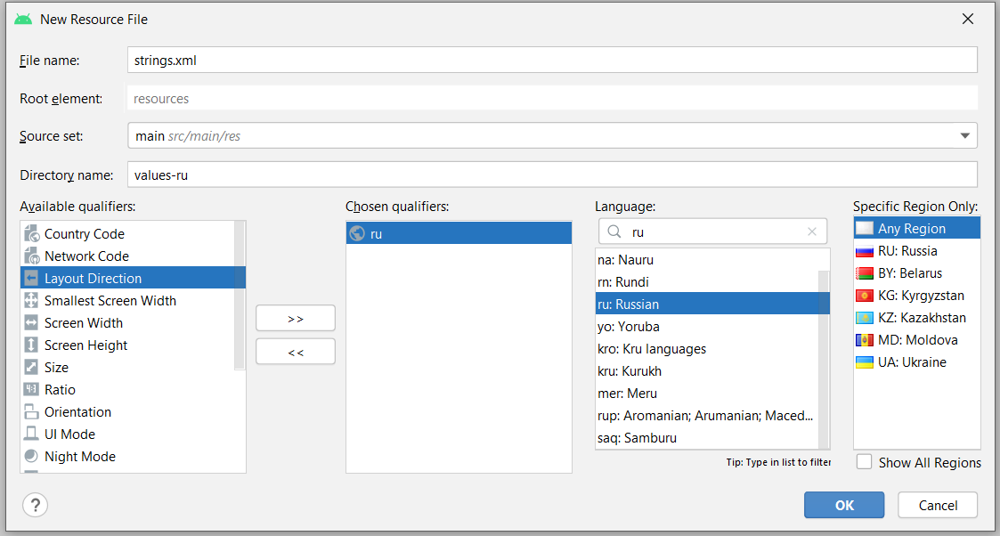 New Resource File
File name: strings.xml
Root element: resources
Source set: main src/main/res
Directory name: values-ru
Available qualifiers:
Country Code
Network Code
Layout Direction
Smallest Screen Width
Screen Width
Screen Height
Size
Ratio
Orientation
UI Mode
Night Mode
>>
<<
Chosen qualifiers:
ru
Language:
ru
na: Nauru
rn: Rundi
ru: Russian
yo: Yoruba
kro: Kru languages
kru: Kurukh
mer: Meru
rup: Aromanian; Arumanian; Maced...
saq: Samburu
Tip: Type in list to filter
Specific Region Only:
Any Region
RU: Russia
BY: Belarus
KG: Kyrgyzstan
KZ: Kazakhstan
MD: Moldova
UA: Ukraine
Show All Regions
?
OK
Cancel